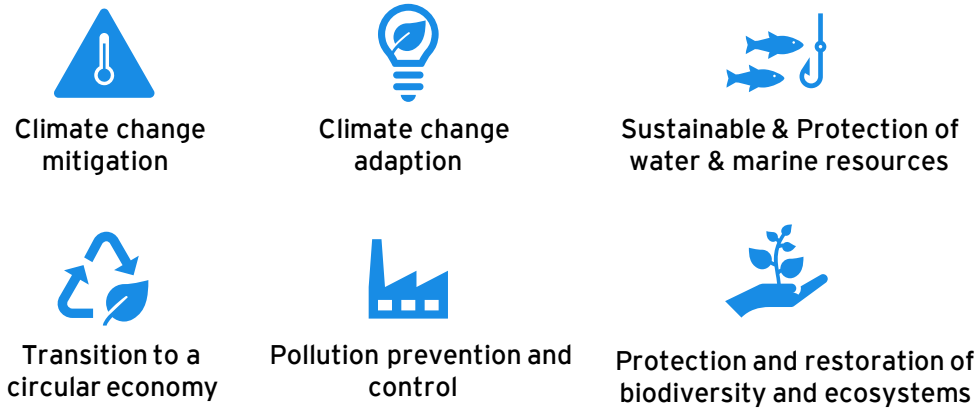 Climate change
mitigation
Climate change
adaption
Sustainable & Protection of
water & marine resources
Transition to a
circular economy
Pollution prevention and
control
Protection and restoration of
biodiversity and ecosystems